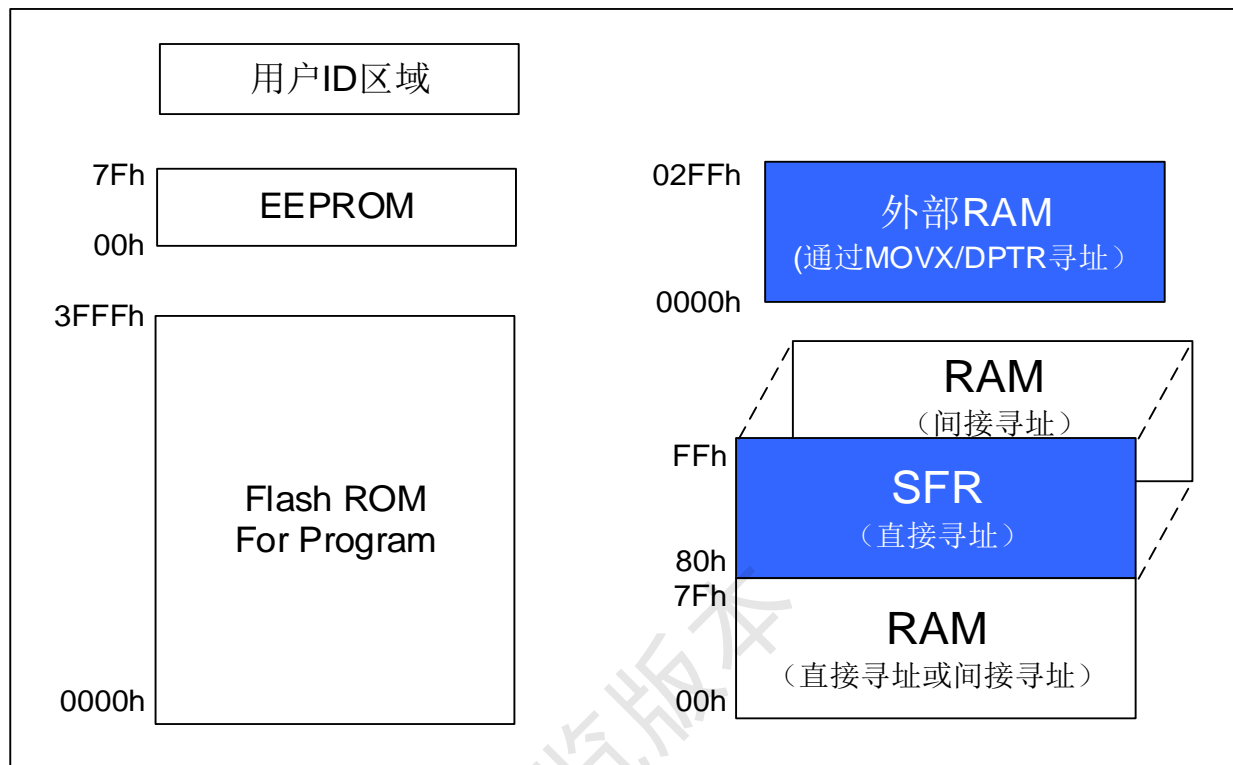 用户ID区域
7Fh
EEPROM
00h
3FFFh
Flash ROM
For Program
0000h
02FFh
外部RAM
(通过MOVX/DPTR寻址）
0000h
RAM
（间接寻址）
FFh
SFR
（直接寻址）
80h
7Fh
RAM
（直接寻址或间接寻址）
00h
览版本